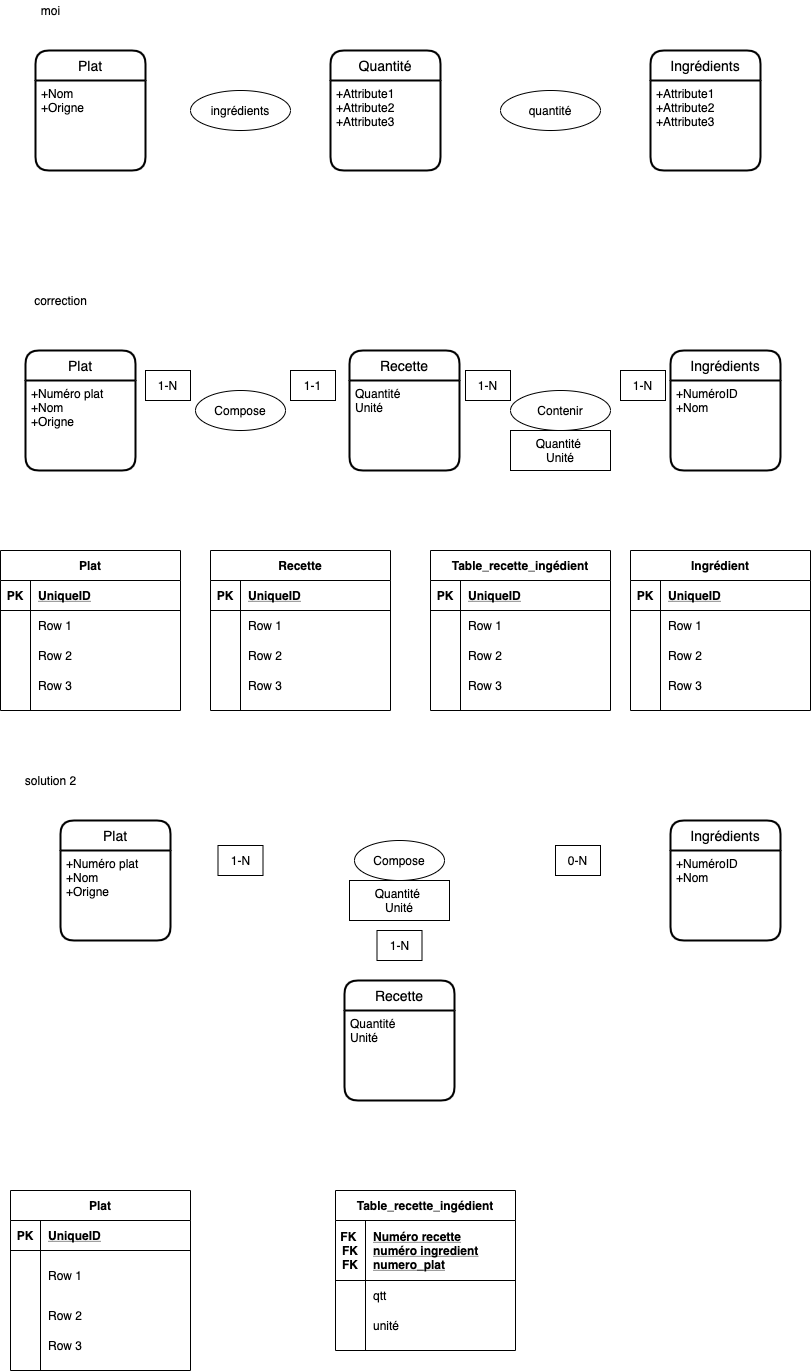 moi
Plat
+Nom
+Origne
ingrédients
Quantité
+Attribute1
+Attribute2
+Attribute3
quantité
Ingrédients
+Attribute1
+Attribute2
+Attribute3
correction
Plat
+Numéro plat
+Nom
+Origne
1-N
Compose
1-1
Recette
Quantité
Unité
1-N
Contenir
Quantité
Unité
1-N
Ingrédients
+NuméroID
+Nom
Plat
PK UniqueID
Row 1
Row 2
Row 3
Recette
PK UniqueID
Row 1
Row 2
Row 3
Table_recette_ingédient
PK UniqueID
Row 1
Row 2
Row 3
Ingrédient
PK UniqueID
Row 1
Row 2
Row 3
solution 2
Plat
+Numéro plat
+Nom
+Origne
1-N
Compose
Quantité
Unité
1-N
0-N
Ingrédients
+NuméroID
+Nom
Recette
Quantité
Unité
Plat
PK UniqueID
Row 1
Row 2
Row 3
Table_recette_ingédient
FK Numéro recette
FK numéro ingredient
FK numero_plat
qtt
unité